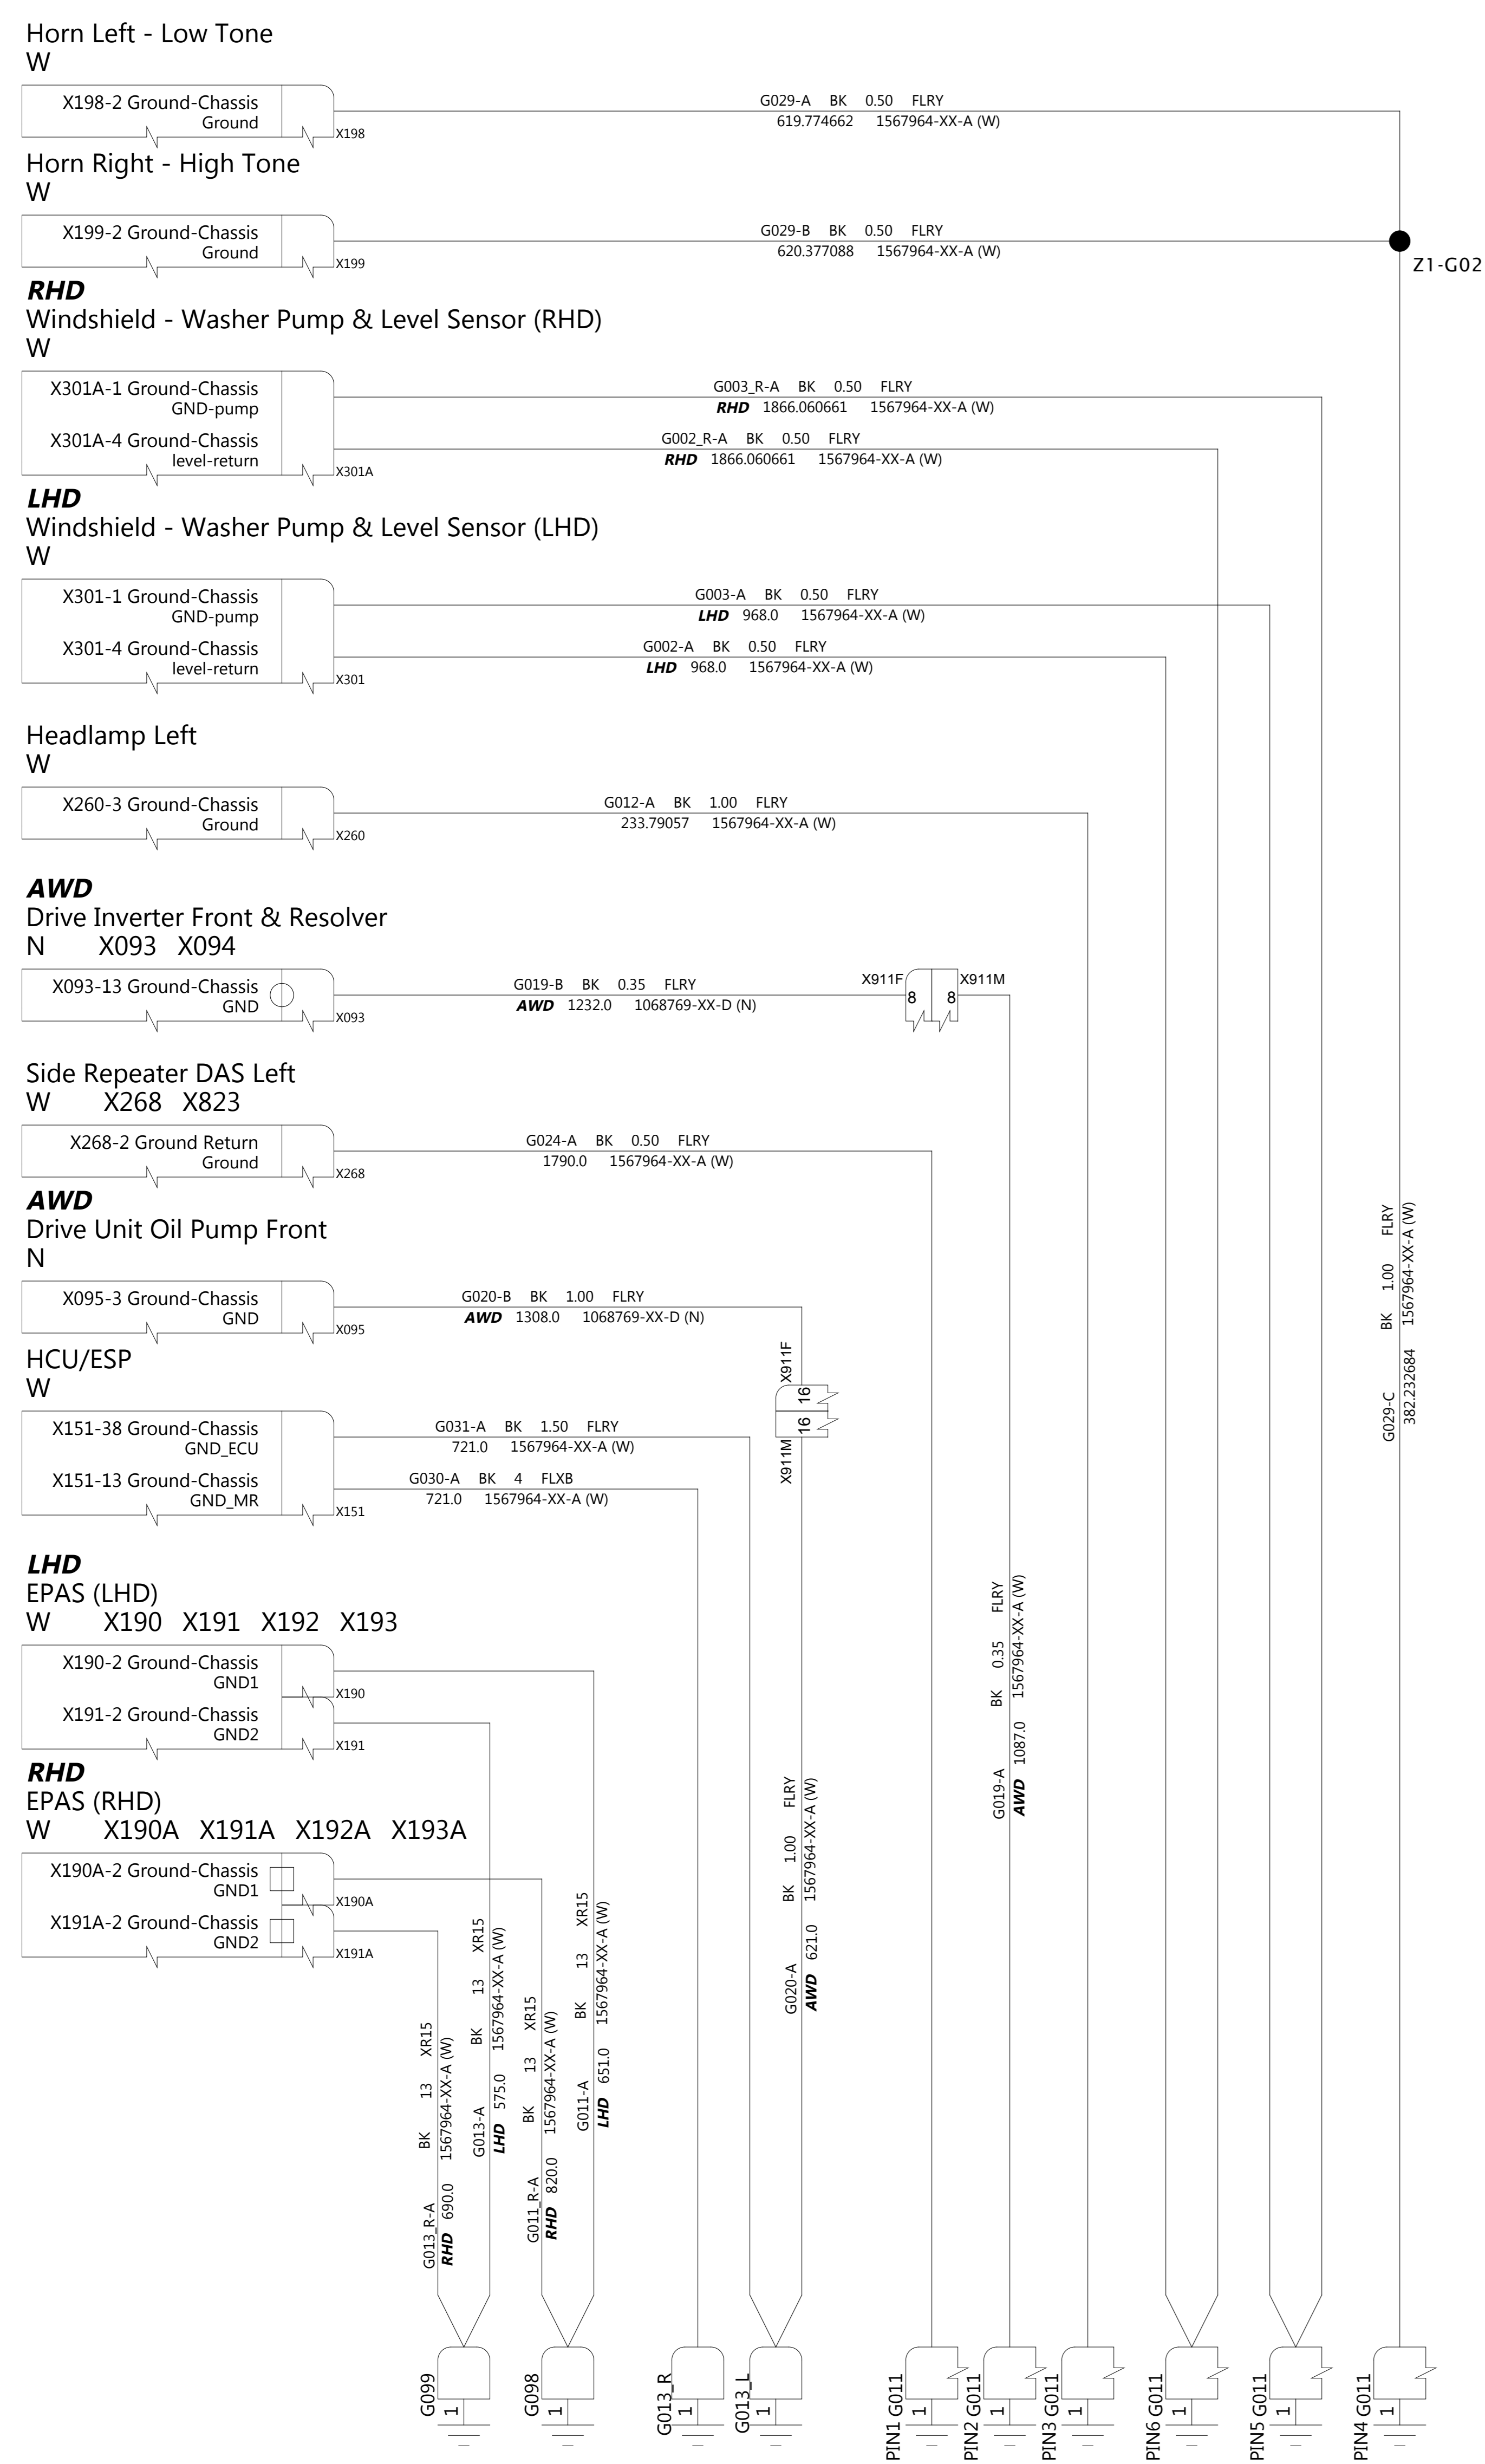 Horn Left - Low Tone
W
X198-2 Ground-Chassis
Ground
X198
G029-A BK 0.50 FLRY
619.774662 1567964-XX-A (W)
Horn Right - High Tone
W
X199-2 Ground-Chassis
Ground
X199
G029-B BK 0.50 FLRY
620.377088 1567964-XX-A (W)
Z1-G02
RHD
Windshield - Washer Pump & Level Sensor (RHD)
W
X301A-1 Ground-Chassis
GND-pump
G003_R-A BK 0.50 FLRY
RHD 1866.060661 1567964-XX-A (W)
X301A-4 Ground-Chassis
level-return
X301A
G002_R-A BK 0.50 FLRY
RHD 1866.060661 1567964-XX-A (W)
LHD
Windshield - Washer Pump & Level Sensor (LHD)
W
X301-1 Ground-Chassis
GND-pump
G003-A BK 0.50 FLRY
LHD 968.0 1567964-XX-A (W)
X301-4 Ground-Chassis
level-return
X301
G002-A BK 0.50 FLRY
LHD 968.0 1567964-XX-A (W)
Headlamp Left
W
X260-3 Ground-Chassis
Ground
X260
G012-A BK 1.00 FLRY
233.79057 1567964-XX-A (W)
AWD
Drive Inverter Front & Resolver
N X093 X094
X093-13 Ground-Chassis
GND
X093
G019-B BK 0.35 FLRY
AWD 1232.0 1068769-XX-D (N)
X911F 8 8 X911M
Side Repeater DAS Left
W X268 X823
X268-2 Ground Return
Ground
X268
G024-A BK 0.50 FLRY
1790.0 1567964-XX-A (W)
AWD
Drive Unit Oil Pump Front
N
X095-3 Ground-Chassis
GND
X095
G020-B BK 1.00 FLRY
AWD 1308.0 1068769-XX-D (N)
X911F 16
X911M 16
G029-C BK 1.00 FLRY
382.232684 1567964-XX-A (W)
HCU/ESP
W
X151-38 Ground-Chassis
GND_ECU
G031-A BK 1.50 FLRY
721.0 1567964-XX-A (W)
X151-13 Ground-Chassis
GND_MR
X151
G030-A BK 4 FLXB
721.0 1567964-XX-A (W)
LHD
EPAS (LHD)
W X190 X191 X192 X193
X190-2 Ground-Chassis
GND1
X190
X191-2 Ground-Chassis
GND2
X191
RHD
EPAS (RHD)
W X190A X191A X192A X193A
X190A-2 Ground-Chassis
GND1
X190A
X191A-2 Ground-Chassis
GND2
X191A
G013_R-A BK 13 XR15
RHD 690.0 1567964-XX-A (W)
G013-A BK 13 XR15
LHD 575.0 1567964-XX-A (W)
G011_R-A BK 13 XR15
RHD 820.0 1567964-XX-A (W)
G011-A BK 13 XR15
LHD 651.0 1567964-XX-A (W)
G020-A BK 1.00 FLRY
AWD 621.0 1567964-XX-A (W)
G019-A BK 0.35 FLRY
AWD 1087.0 1567964-XX-A (W)
G099
1
G098
1
G013_R
1
G013_L
1
PIN1 G011
1
PIN2 G011
1
PIN3 G011
1
PIN6 G011
1
PIN5 G011
1
PIN4 G011
1